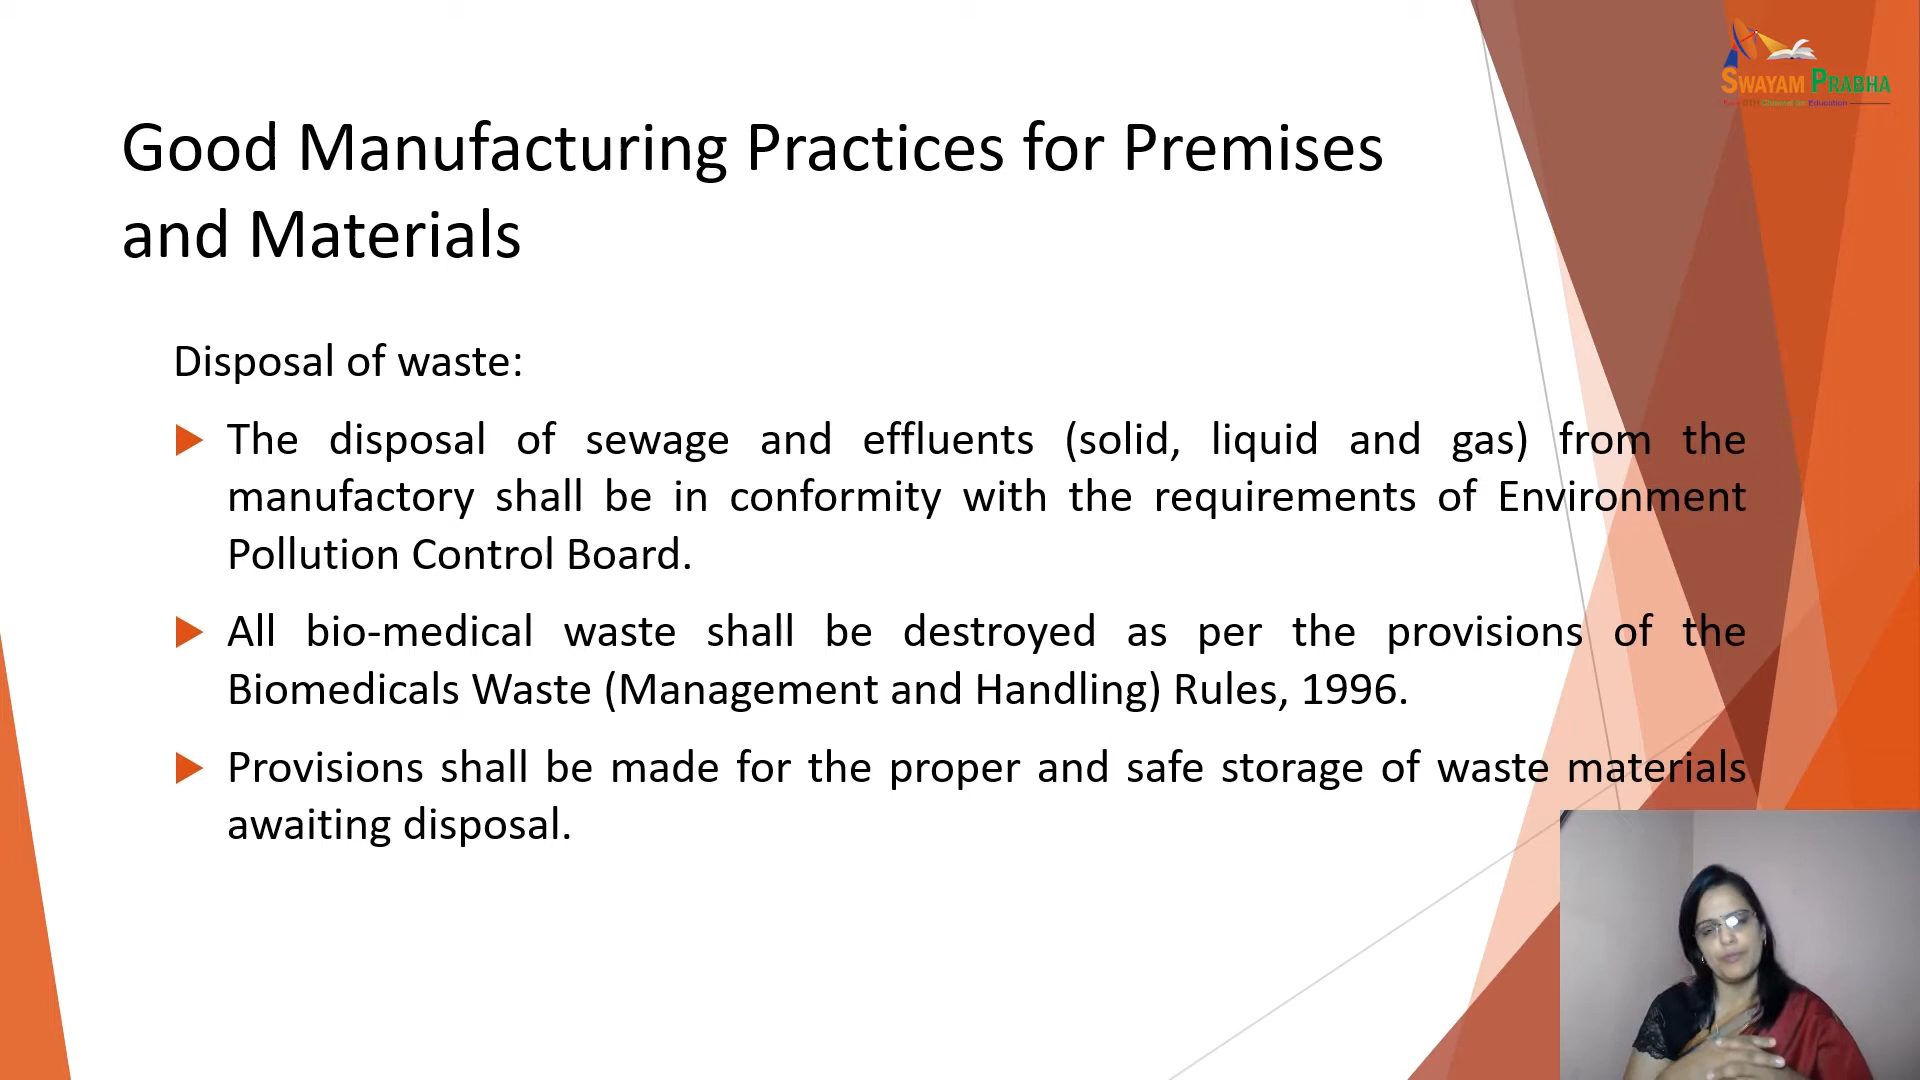 SWAYAM PRABHA
Good Manufacturing Practices for Premises
and Materials
Disposal of waste:
The disposal of sewage and effluents (solid, liquid and gas) from the
manufactory shall be in conformity with the requirements of Environment
Pollution Control Board.
All bio-medical waste shall be destroyed as per the provisions of the
Biomedicals Waste (Management and Handling) Rules, 1996.
Provisions shall be made for the proper and safe storage of waste materials
awaiting disposal.